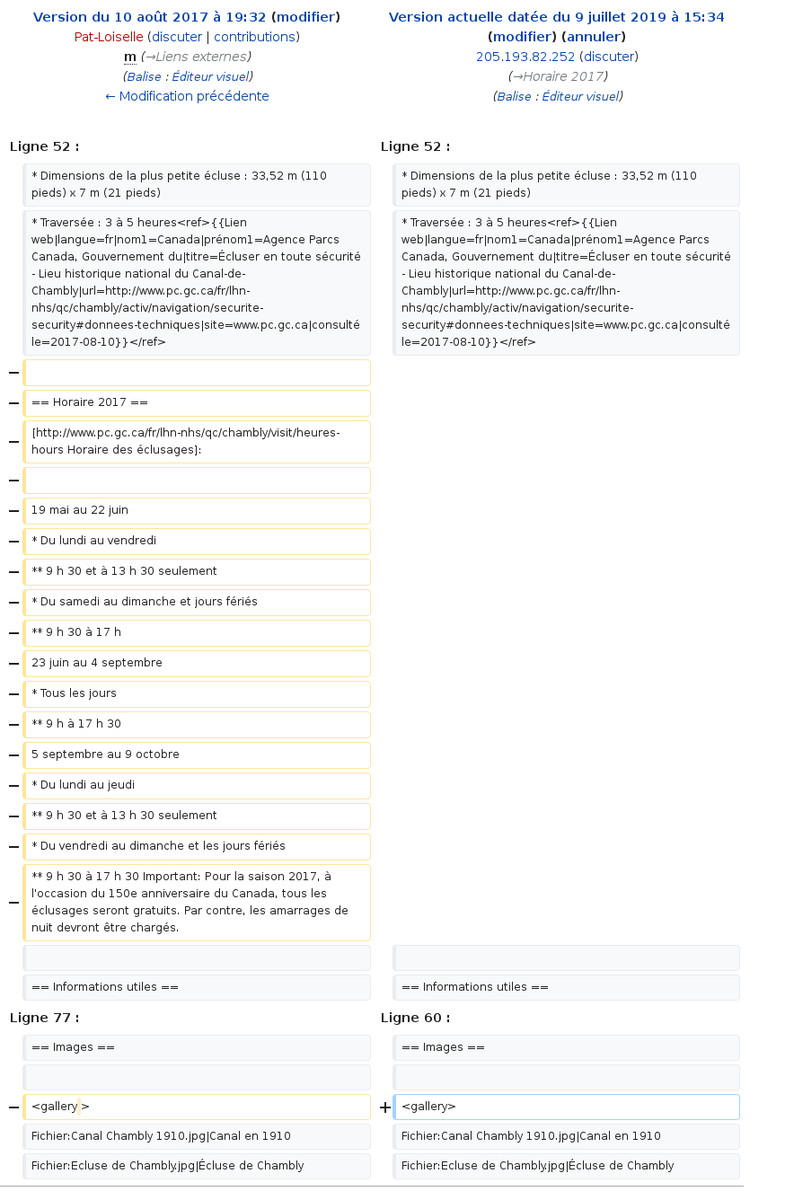 Version du 10 août 2017 à 19:32 (modifier)
Pat-Loiselle (discuter | contributions)
m (→Liens externes)
(Balise : Éditeur visuel)
← Modification précédente
Version actuelle datée du 9 juillet 2019 à 15:34
(modifier) (annuler)
205.193.82.252 (discuter)
(→Horaire 2017)
(Balise : Éditeur visuel)
Ligne 52 :
Ligne 52 :
* Dimensions de la plus petite écluse : 33,52 m (110
pieds) x 7 m (21 pieds)
* Dimensions de la plus petite écluse : 33,52 m (110
pieds) x 7 m (21 pieds)
* Traversée : 3 à 5 heures<ref>{{Lien
web|langue=fr|nom1=Canada|prénom1=Agence Parcs
Canada, Gouvernement du|titre=Écluser en toute sécurité
- Lieu historique national du Canal-de-
Chambly|url=http://www.pc.gc.ca/fr/lhn-
nhs/qc/chambly/activ/navigation/securite-
security#donnees-techniques|site=www.pc.gc.ca|consulté
le=2017-08-10}}</ref>
* Traversée : 3 à 5 heures<ref>{{Lien
web|langue=fr|nom1=Canada|prénom1=Agence Parcs
Canada, Gouvernement du|titre=Écluser en toute sécurité
- Lieu historique national du Canal-de-
Chambly|url=http://www.pc.gc.ca/fr/lhn-
nhs/qc/chambly/activ/navigation/securite-
security#donnees-techniques|site=www.pc.gc.ca|consulté
le=2017-08-10}}</ref>
−
− == Horaire 2017 ==
− [http://www.pc.gc.ca/fr/lhn-nhs/qc/chambly/visit/heures-
hours Horaire des éclusages]:
−
− 19 mai au 22 juin
− * Du lundi au vendredi
− ** 9 h 30 et à 13 h 30 seulement
− * Du samedi au dimanche et jours fériés
− ** 9 h 30 à 17 h
− 23 juin au 4 septembre
− * Tous les jours
− ** 9 h à 17 h 30
− 5 septembre au 9 octobre
− * Du lundi au jeudi
− ** 9 h 30 et à 13 h 30 seulement
− * Du vendredi au dimanche et les jours fériés
− ** 9 h 30 à 17 h 30 Important: Pour la saison 2017, à
l'occasion du 150e anniversaire du Canada, tous les
éclusages seront gratuits. Par contre, les amarrages de
nuit devront être chargés.
== Informations utiles ==
== Informations utiles ==
Ligne 77 :
Ligne 60 :
== Images ==
== Images ==
− <gallery >
+ <gallery>
Fichier:Canal Chambly 1910.jpg|Canal en 1910
Fichier:Canal Chambly 1910.jpg|Canal en 1910
Fichier:Ecluse de Chambly.jpg|Écluse de Chambly
Fichier:Ecluse de Chambly.jpg|Écluse de Chambly